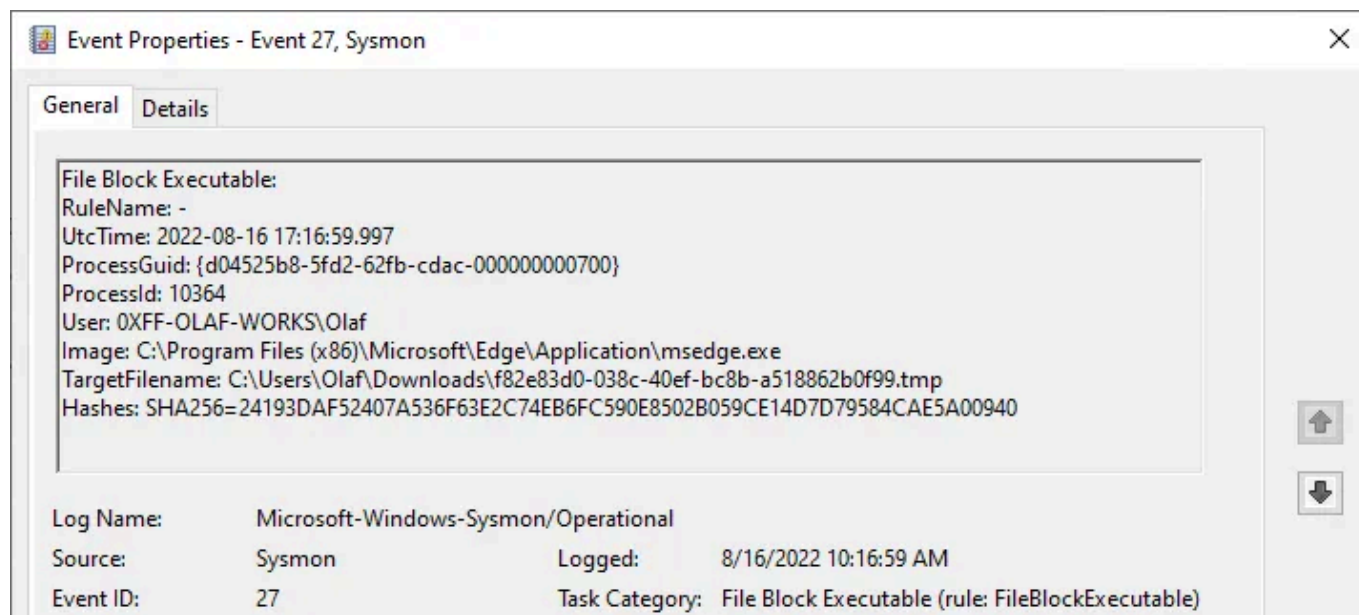 Event Properties - Event 27, Sysmon
General Details
File Block Executable:
RuleName: -
UtcTime: 2022-08-16 17:16:59.997
ProcessGuid: {d04525b8-5fd2-62fb-cdac-000000000700}
ProcessId: 10364
User: 0XFF-OLAF-WORKS\Olaf
Image: C:\Program Files (x86)\Microsoft\Edge\Application\msedge.exe
TargetFilename: C:\Users\Olaf\Downloads\f82e83d0-038c-40ef-bc8b-a518862b0f99.tmp
Hashes: SHA256=24193DAF52407A536F63E2C74EB6FC590E8502B059CE14D7D79584CAE5A00940
Log Name: Microsoft-Windows-Sysmon/Operational
Source: Sysmon Logged: 8/16/2022 10:16:59 AM
Event ID: 27 Task Category: File Block Executable (rule: FileBlockExecutable)